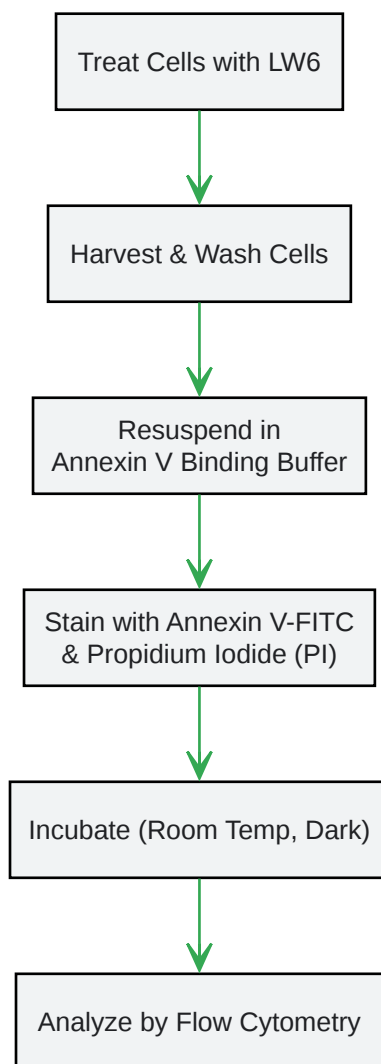 Treat Cells with LW6
Harvest & Wash Cells
Resuspend in
Annexin V Binding Buffer
Stain with Annexin V-FITC
& Propidium Iodide (PI)
Incubate (Room Temp, Dark)
Analyze by Flow Cytometry